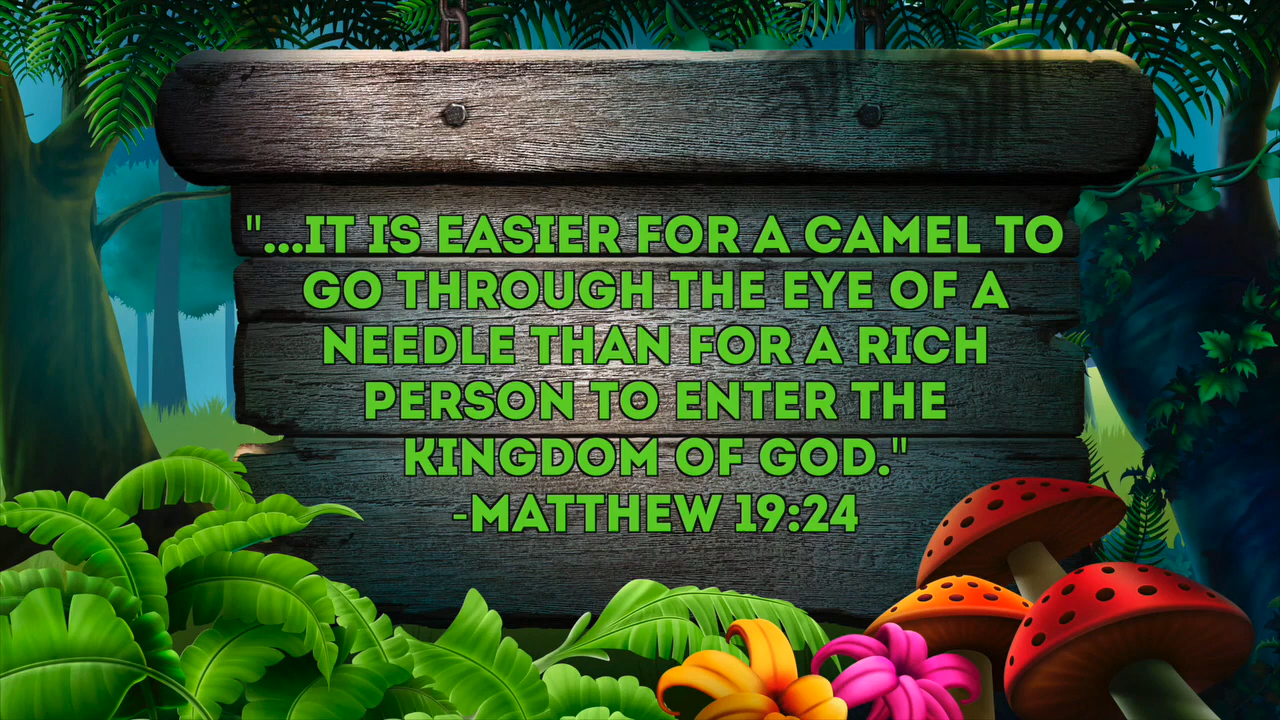 "...IT IS EASIER FOR A CAMEL TO
GO THROUGH THE EYE OF A
NEEDLE THAN FOR A RICH
PERSON TO ENTER THE
KINGDOM OF GOD."
-MATTHEW 19:24